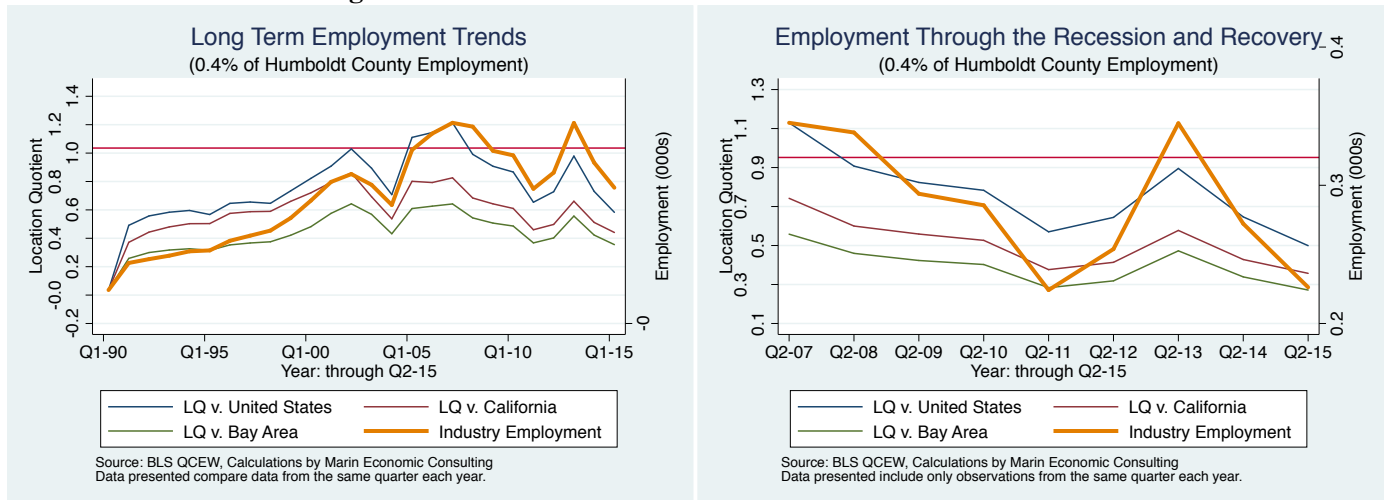 Long Term Employment Trends
(0.4% of Humboldt County Employment)
Location Quotient
1.4
1.2
1.0
0.8
0.6
0.4
0.2
-0.0
-0.2
Employment (000s)
-0
Q1-90 Q1-95 Q1-00 Q1-05 Q1-10 Q1-15
Year: through Q2-15
LQ v. United States LQ v. California
LQ v. Bay Area Industry Employment
Source: BLS QCEW, Calculations by Marin Economic Consulting
Data presented compare data from the same quarter each year.
Employment Through the Recession and Recovery
(0.4% of Humboldt County Employment)
Location Quotient
1.3
1.1
0.9
0.7
0.5
0.3
0.1
Employment (000s)
0.4
0.3
0.2
Q2-07 Q2-08 Q2-09 Q2-10 Q2-11 Q2-12 Q2-13 Q2-14 Q2-15
Year: through Q2-15
LQ v. United States LQ v. California
LQ v. Bay Area Industry Employment
Source: BLS QCEW, Calculations by Marin Economic Consulting
Data presented include only observations from the same quarter each year.